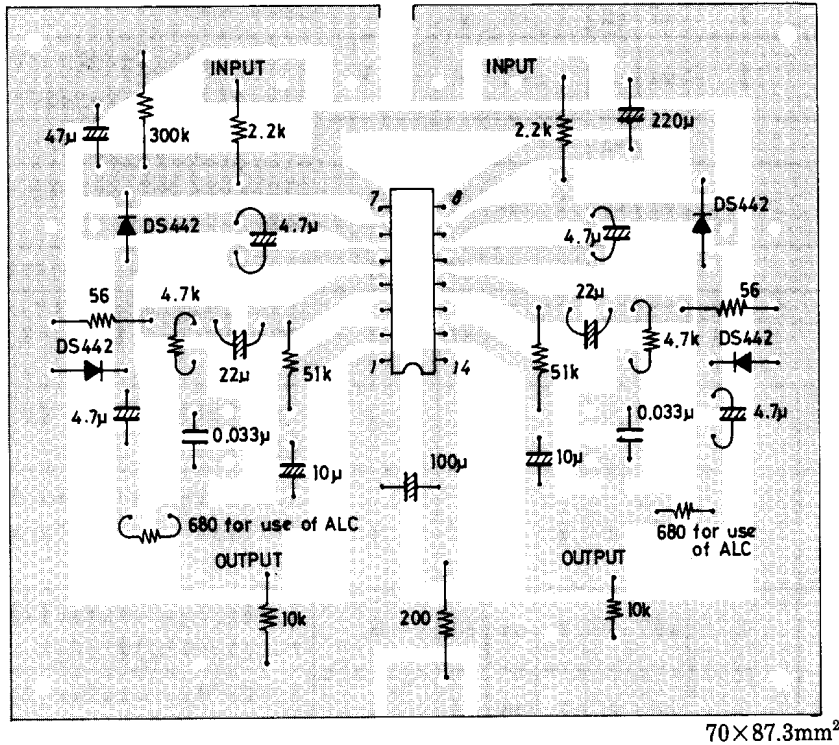 INPUT
INPUT
47μ
300k
2.2k
2.2k
220μ
7
8
DS442
4.7μ
4.7μ
DS442
56
4.7k
22μ
56
DS442
22μ
51k
1
14
51k
4.7k
DS442
4.7μ
0.033μ
10μ
100μ
10μ
0.033μ
4.7μ
680 for use of ALC
680 for use
of ALC
OUTPUT
OUTPUT
10k
200
10k
70×87.3mm²